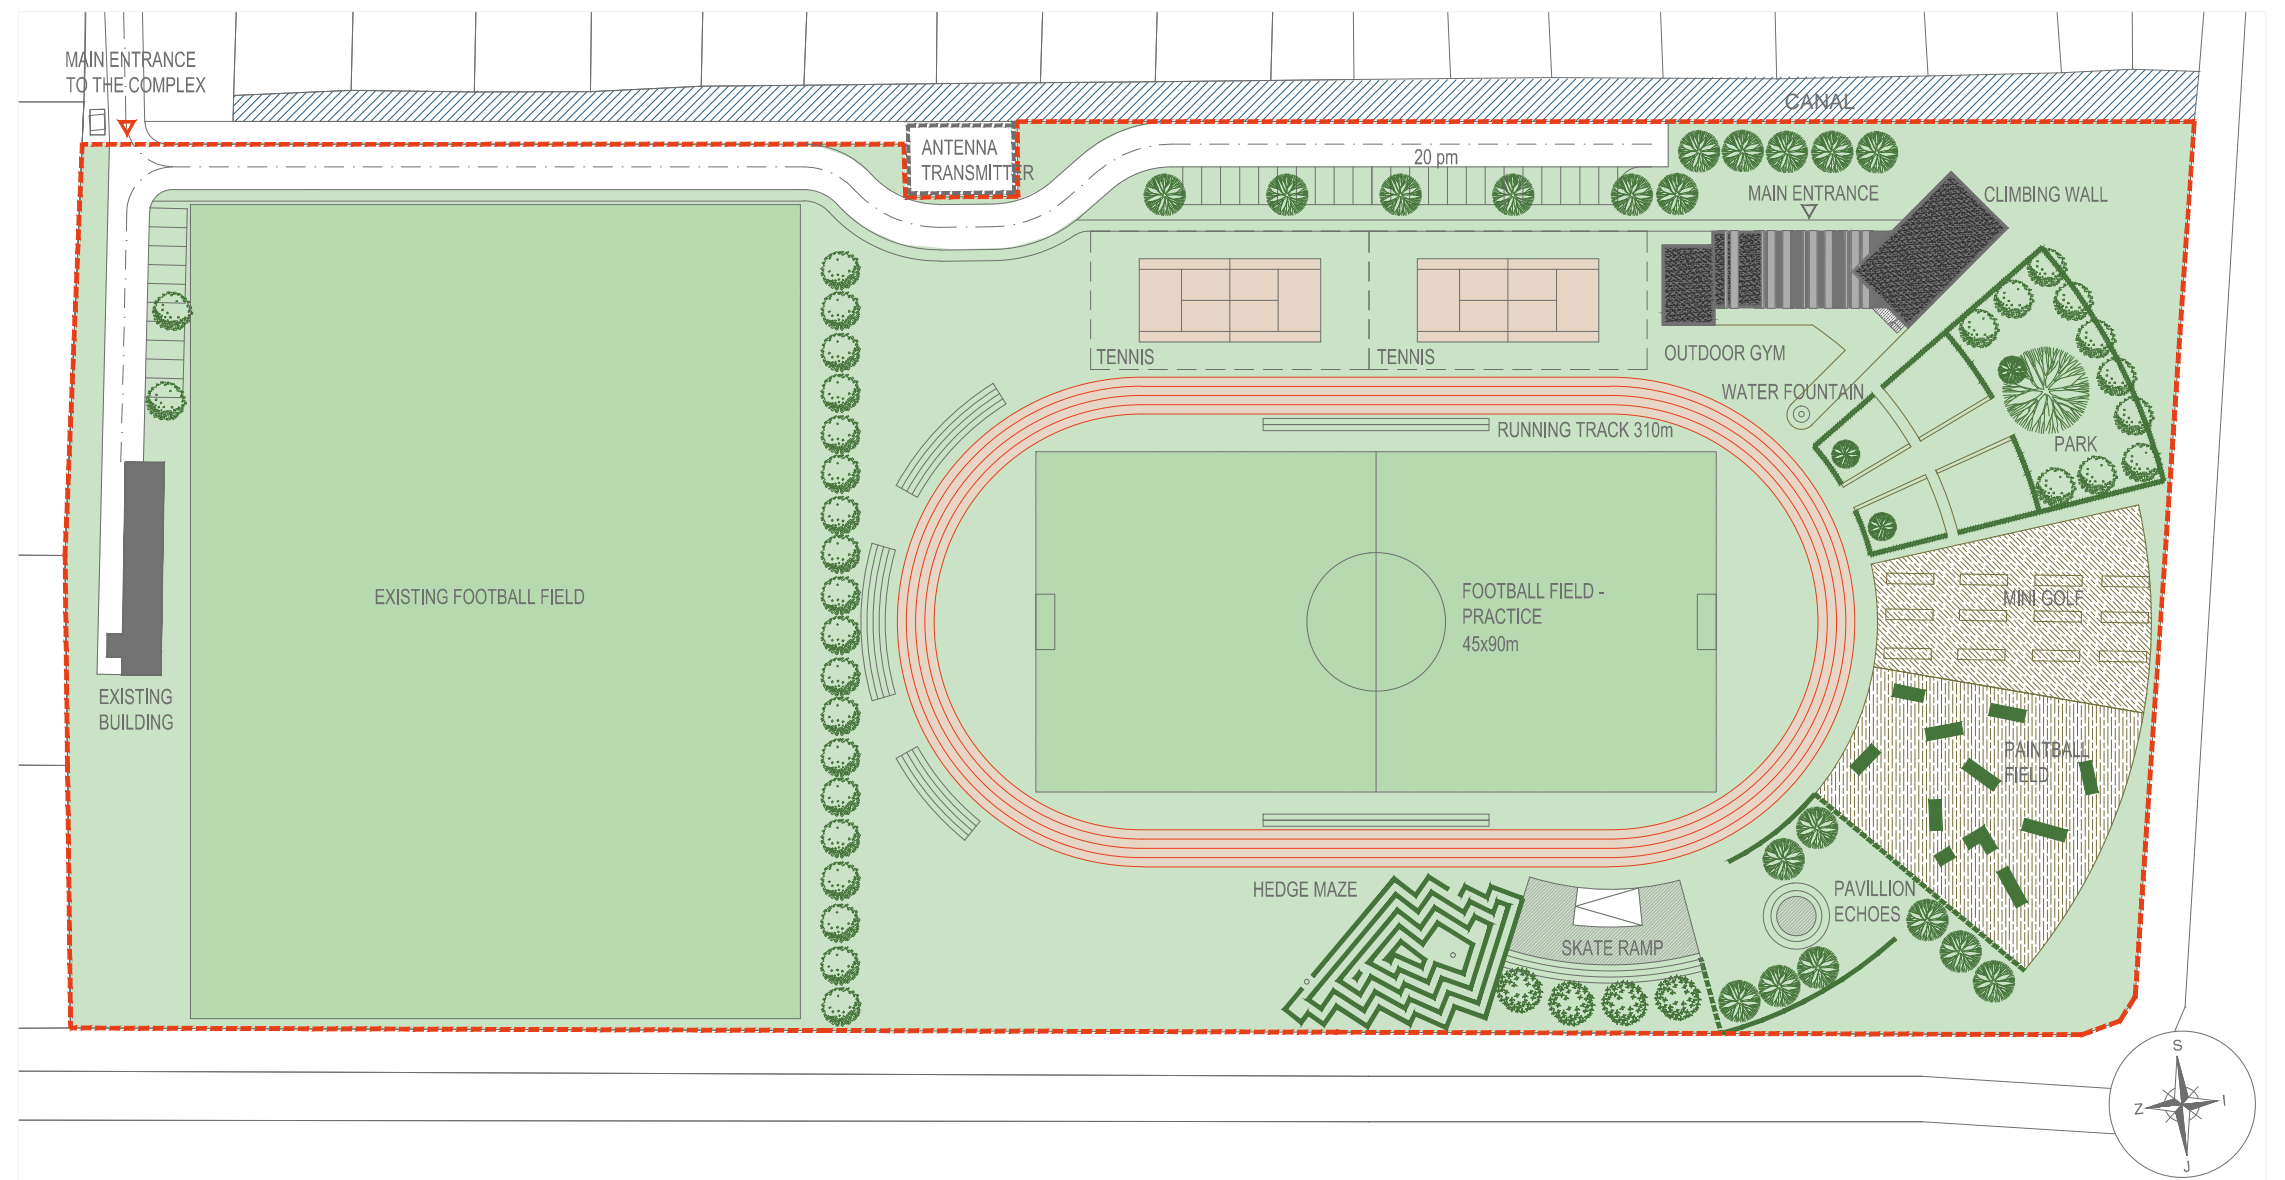 MAIN ENTRANCE
TO THE COMPLEX
CANAL
ANTENNA
TRANSMITTER
20 pm
MAIN ENTRANCE
CLIMBING WALL
TENNIS
TENNIS
OUTDOOR GYM
WATER FOUNTAIN
RUNNING TRACK 310m
PARK
EXISTING FOOTBALL FIELD
FOOTBALL FIELD -
PRACTICE
45x90m
MINI GOLF
EXISTING
BUILDING
PAINTBALL
FIELD
HEDGE MAZE
PAVILLION
ECHOES
SKATE RAMP
S
Z
I
J